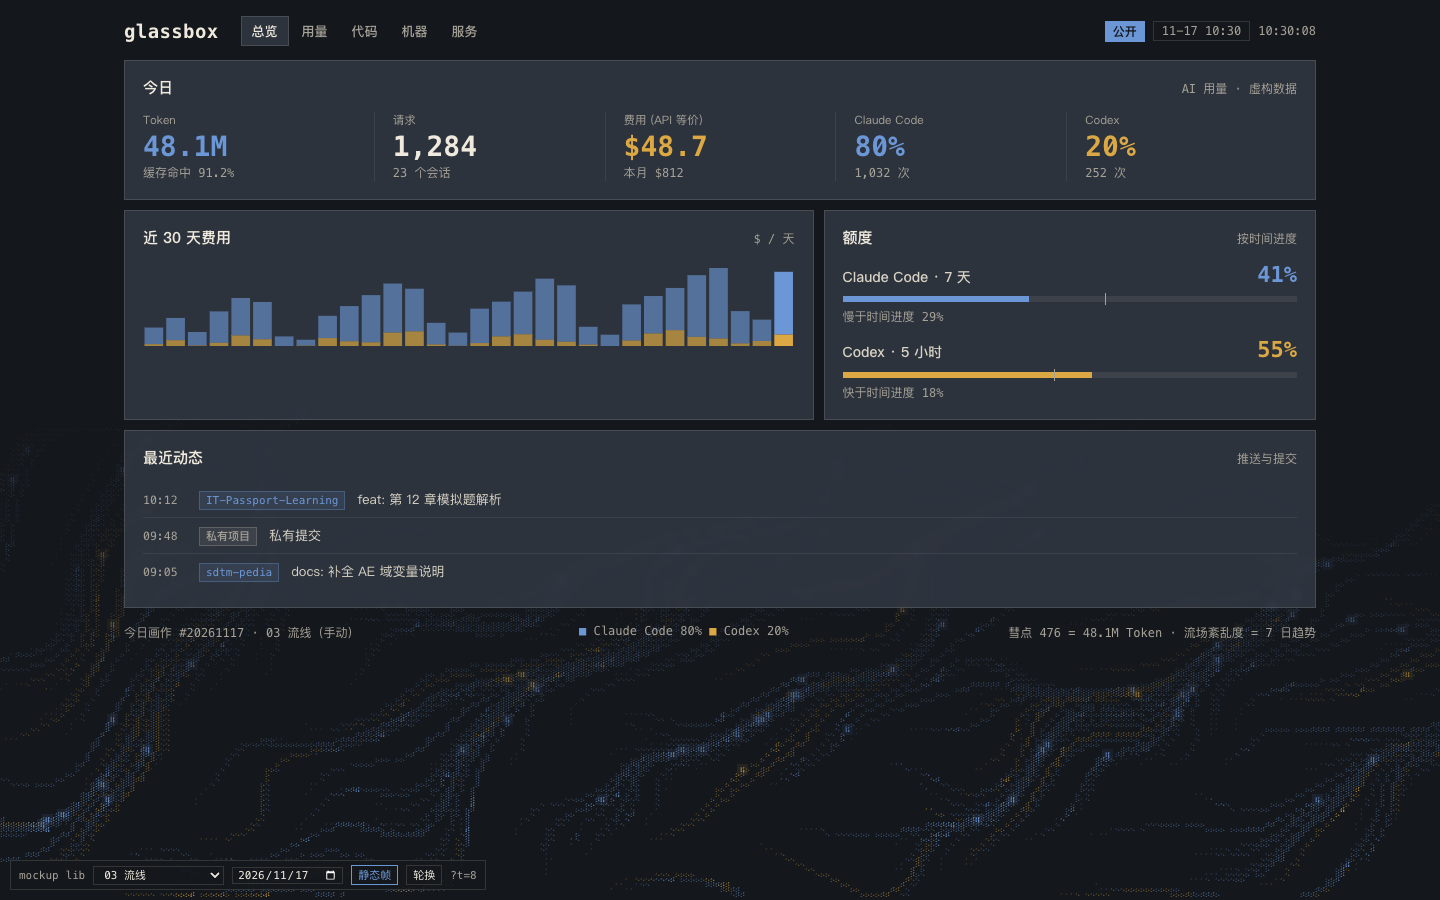 glassbox 总览 用量 代码 机器 服务 公开 11-17 10:30 10:30:08
今日 AI 用量 · 虚构数据
Token 请求 费用 (API 等价) Claude Code Codex
48.1M 1,284 $48.7 80% 20%
缓存命中 91.2% 23 个会话 本月 $812 1,032 次 252 次
近 30 天费用 $ / 天
额度 按时间进度
Claude Code · 7 天 41%
慢于时间进度 29%
Codex · 5 小时 55%
快于时间进度 18%
最近动态 推送与提交
10:12 IT-Passport-Learning feat: 第 12 章模拟题解析
09:48 私有项目 私有提交
09:05 sdtm-pedia docs: 补全 AE 域变量说明
今日画作 #20261117 · 03 流线 (手动) Claude Code 80% Codex 20% 彗点 476 = 48.1M Token · 流场紊乱度 = 7 日趋势
mockup lib 03 流线 2026/11/17 静态帧 轮换 ?t=8